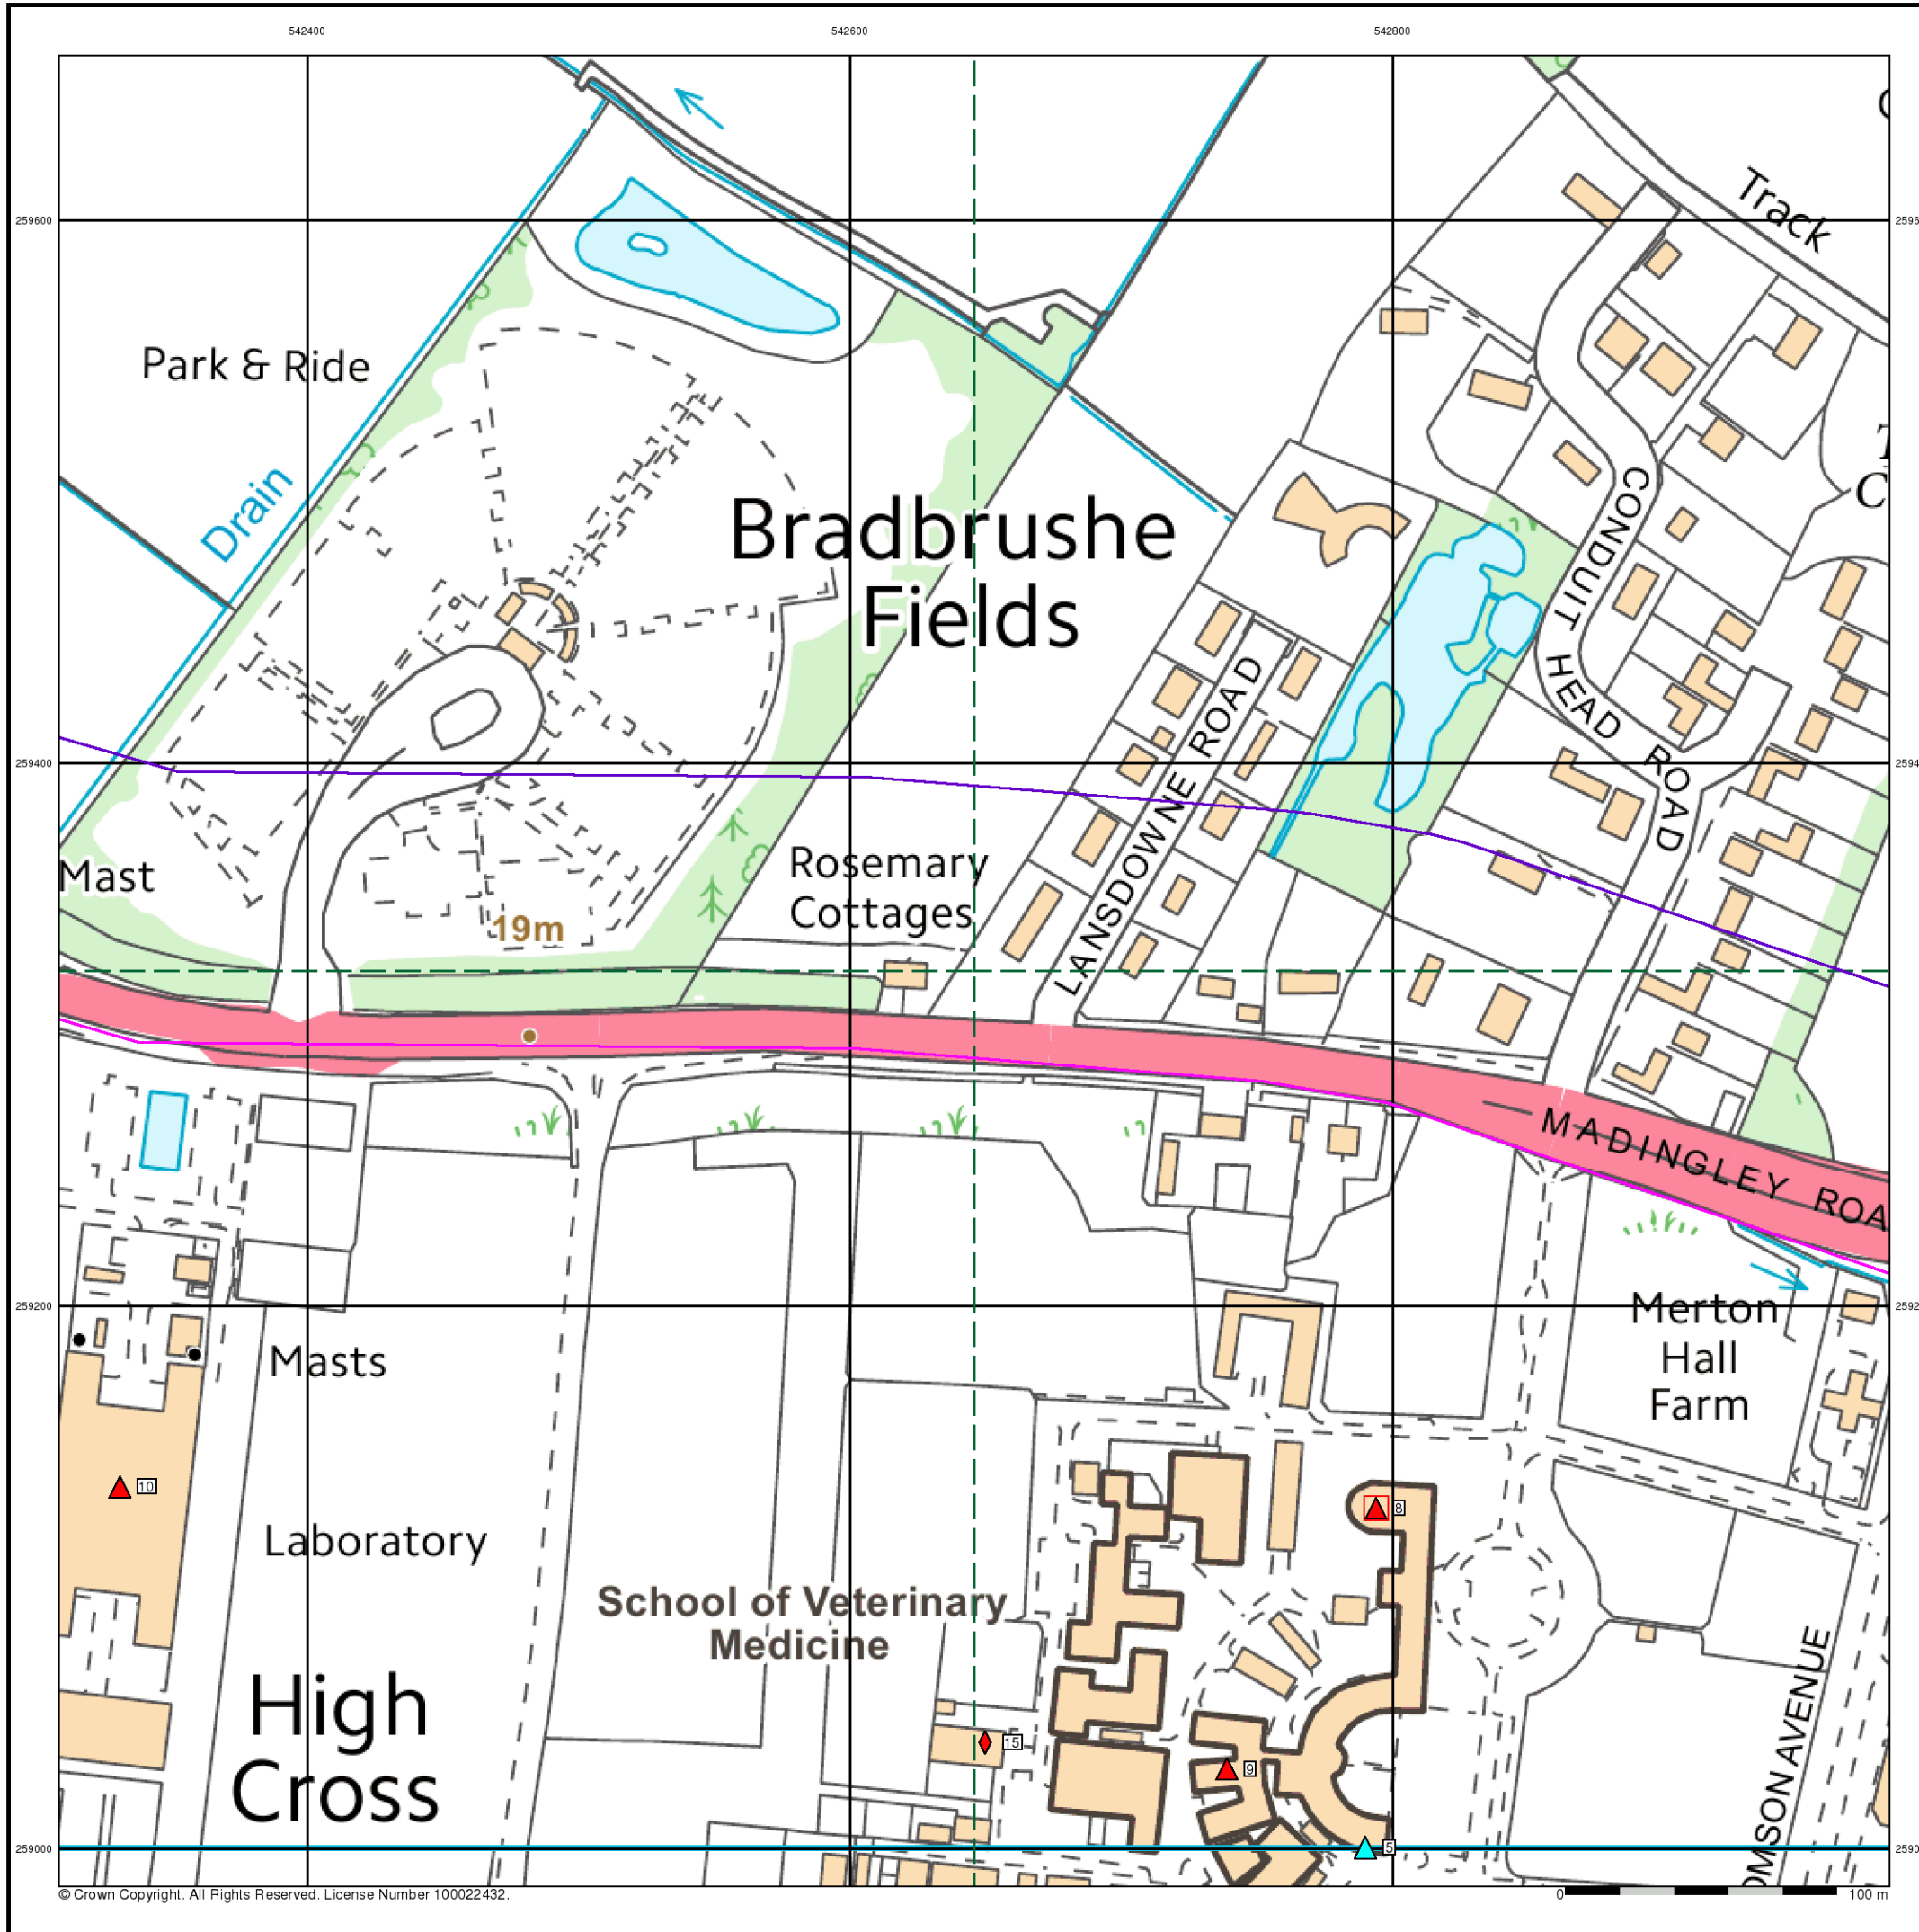 542400
542600
542800
259600
Track
Park & Ride
Drain
Bradbrushe
Fields
CONDUIT HEAD ROAD
LANSDOWNE ROAD
259400
Mast
Rosemary
Cottages
19m
MADINGLEY ROA
259200
Merton
Hall
Farm
Masts
10
8
Laboratory
School of Veterinary
Medicine
High
Cross
15
9
OMSON AVENUE
259000
5
© Crown Copyright. All Rights Reserved. License Number 100022432.
0 100 m